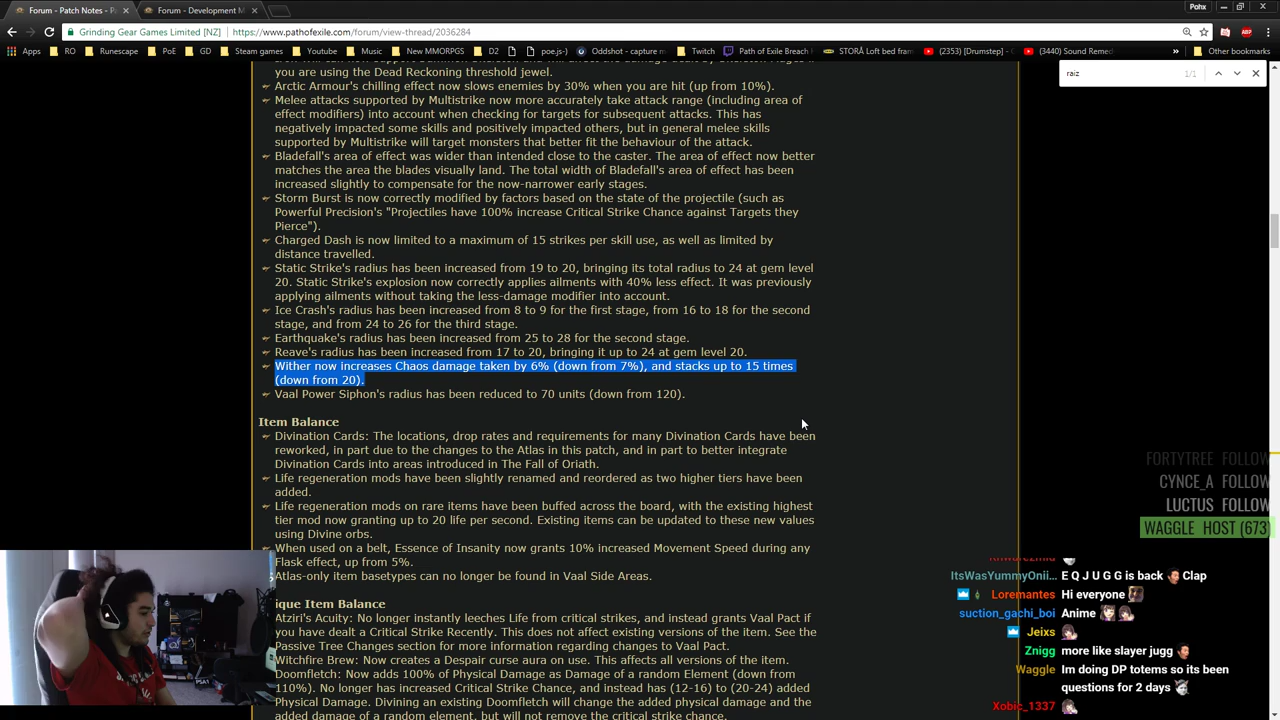 Forum - Patch Notes - P
Forum - Development M
Pohx
Grinding Gear Games Limited [NZ]
https://www.pathofexile.com/forum/view-thread/2036284
Apps RO Runescape PoE GD Steam games Youtube Music New MMORPGS D2 poe.js-) Oddshot - capture m Twitch Path of Exile Breach STORÅ Loft bed fram (2353) [Drumstep] (3440) Sound Reme Other bookmarks
raiz 1/1
you are using the Dead Reckoning threshold jewel.
Arctic Armour's chilling effect now slows enemies by 30% when you are hit (up from 10%).
Melee attacks supported by Multistrike now more accurately take attack range (including area of
effect modifiers) into account when checking for targets for subsequent attacks. This has
negatively impacted some skills and positively impacted others, but in general melee skills
supported by Multistrike will target monsters that better fit the behaviour of the attack.
Bladefall's area of effect was wider than intended close to the caster. The area of effect now better
matches the area the blades visually land. The total width of Bladefall's area of effect has been
increased slightly to compensate for the now-narrower early stages.
Storm Burst is now correctly modified by factors based on the state of the projectile (such as
Powerful Precision's "Projectiles have 100% increase Critical Strike Chance against Targets they
Pierce").
Charged Dash is now limited to a maximum of 15 strikes per skill use, as well as limited by
distance travelled.
Static Strike's radius has been increased from 19 to 20, bringing its total radius to 24 at gem level
20. Static Strike's explosion now correctly applies ailments with 40% less effect. It was previously
applying ailments without taking the less-damage modifier into account.
Ice Crash's radius has been increased from 8 to 9 for the first stage, from 16 to 18 for the second
stage, and from 24 to 26 for the third stage.
Earthquake's radius has been increased from 25 to 28 for the second stage.
Reave's radius has been increased from 17 to 20, bringing it up to 24 at gem level 20.
Wither now increases Chaos damage taken by 6% (down from 7%), and stacks up to 15 times
(down from 20).
Vaal Power Siphon's radius has been reduced to 70 units (down from 120).
Item Balance
Divination Cards: The locations, drop rates and requirements for many Divination Cards have been
reworked, in part due to the changes to the Atlas in this patch, and in part to better integrate
Divination Cards into areas introduced in The Fall of Oriath.
Life regeneration mods have been slightly renamed and reordered as two higher tiers have been
added.
Life regeneration mods on rare items have been buffed across the board, with the existing highest
tier mod now granting up to 20 life per second. Existing items can be updated to these new values
using Divine orbs.
When used on a belt, Essence of Insanity now grants 10% increased Movement Speed during any
Flask effect, up from 5%.
Atlas-only item basetypes can no longer be found in Vaal Side Areas.
ique Item Balance
Atziri's Acuity: No longer instantly leeches Life from critical strikes, and instead grants Vaal Pact if
you have dealt a Critical Strike Recently. This does not affect existing versions of the item. See the
Passive Tree Changes section for more information regarding changes to Vaal Pact.
Witchfire Brew: Now creates a Despair curse aura on use. This affects all versions of the item.
Doomfletch: Now adds 100% of Physical Damage as Damage of a random Element (down from
110%). No longer has increased Critical Strike Chance, and instead has (12-16) to (20-24) added
Physical Damage. Divining an existing Doomfletch will change the added physical damage and the
added damage of a random element, but will not remove the critical strike chance.
FORTYTREE FOLLOW
CYNCE_A FOLLOW
LUCTUS FOLLOW
WAGGLE HOST (673)
ItsWasYummyOnii... E Q J U G G is back Clap
Loremantes Hi everyone
suction_gachi_boi Anime
Jeixs
Znigg more like slayer jugg
Waggle Im doing DP totems so its been
questions for 2 days
Xobic_1337